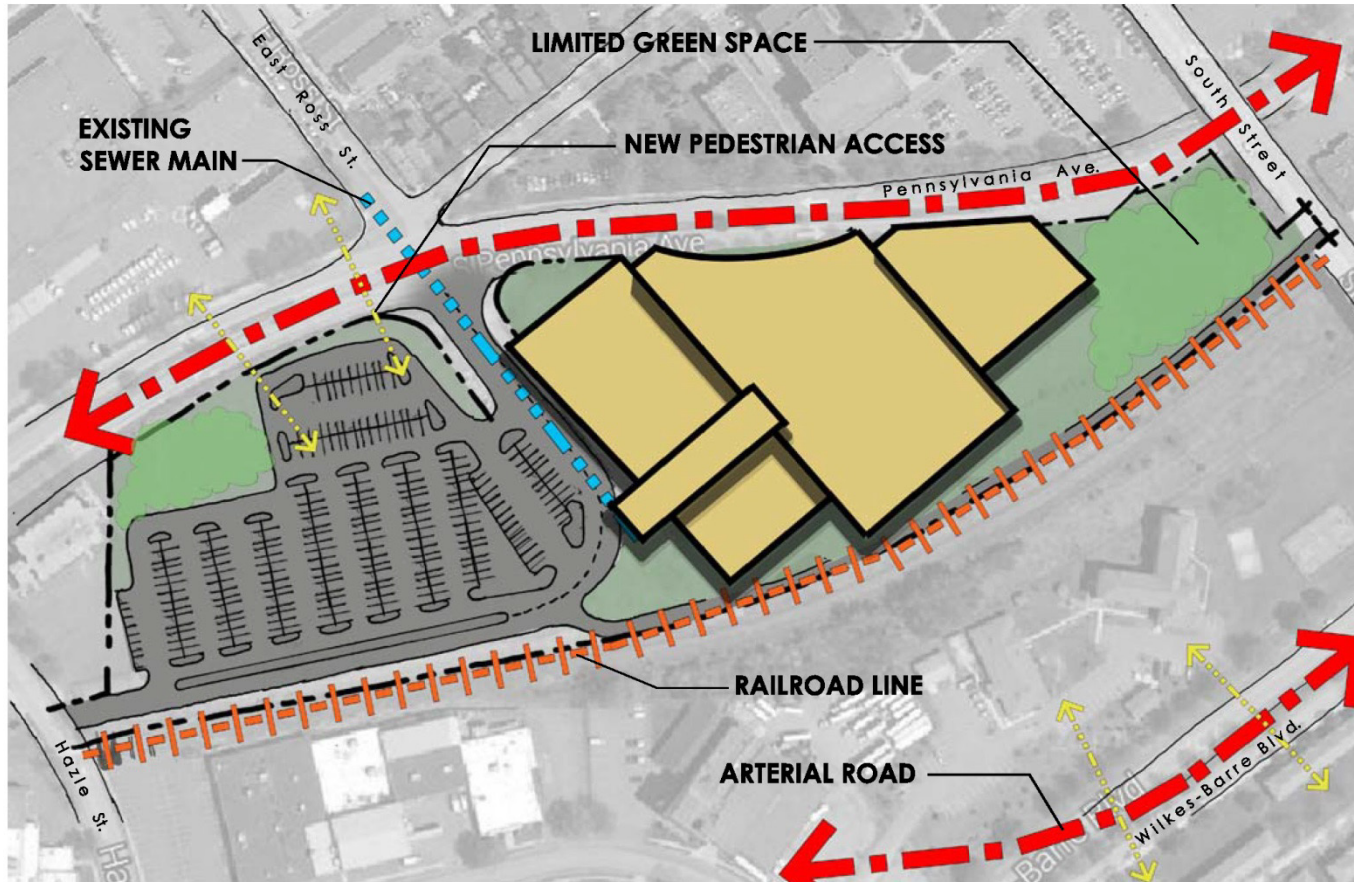 LIMITED GREEN SPACE
South Street
East Ross St.
EXISTING
SEWER MAIN
NEW PEDESTRIAN ACCESS
Pennsylvania Ave.
S Pennsylvania Ave
RAILROAD LINE
Hazle St.
ARTERIAL ROAD
Wilkes-Barre Blvd.